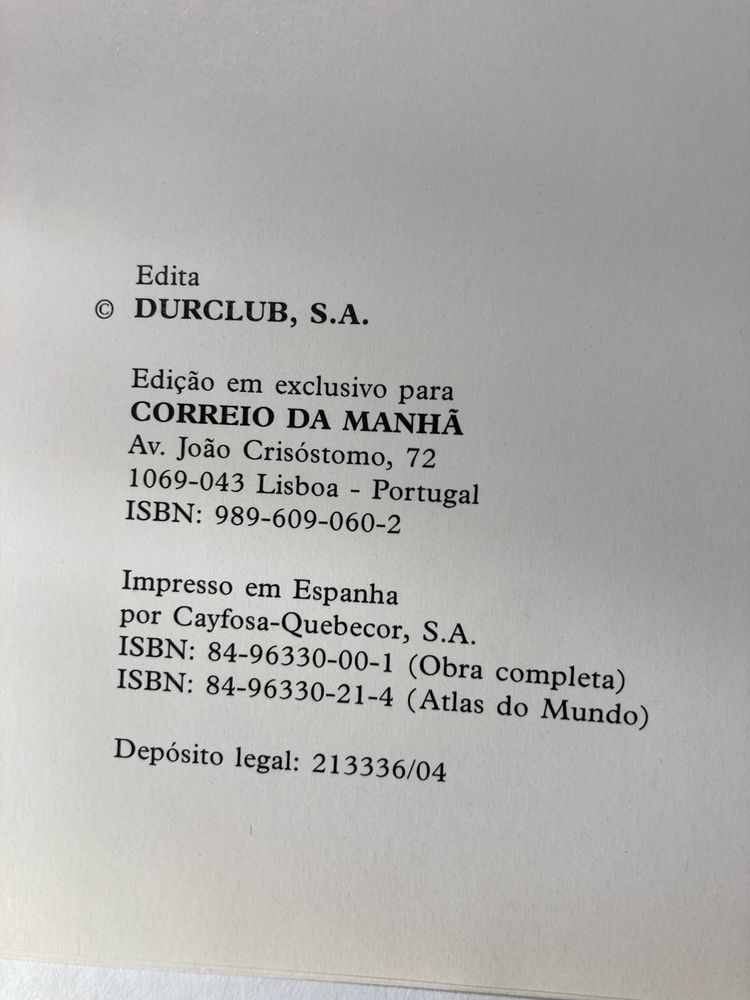 Edita
© DURCLUB, S.A.
Edição em exclusivo para
CORREIO DA MANHÃ
Av. João Crisóstomo, 72
1069-043 Lisboa - Portugal
ISBN: 989-609-060-2
Impresso em Espanha
por Cayfosa-Quebecor, S.A.
ISBN: 84-96330-00-1 (Obra completa)
ISBN: 84-96330-21-4 (Atlas do Mundo)
Depósito legal: 213336/04